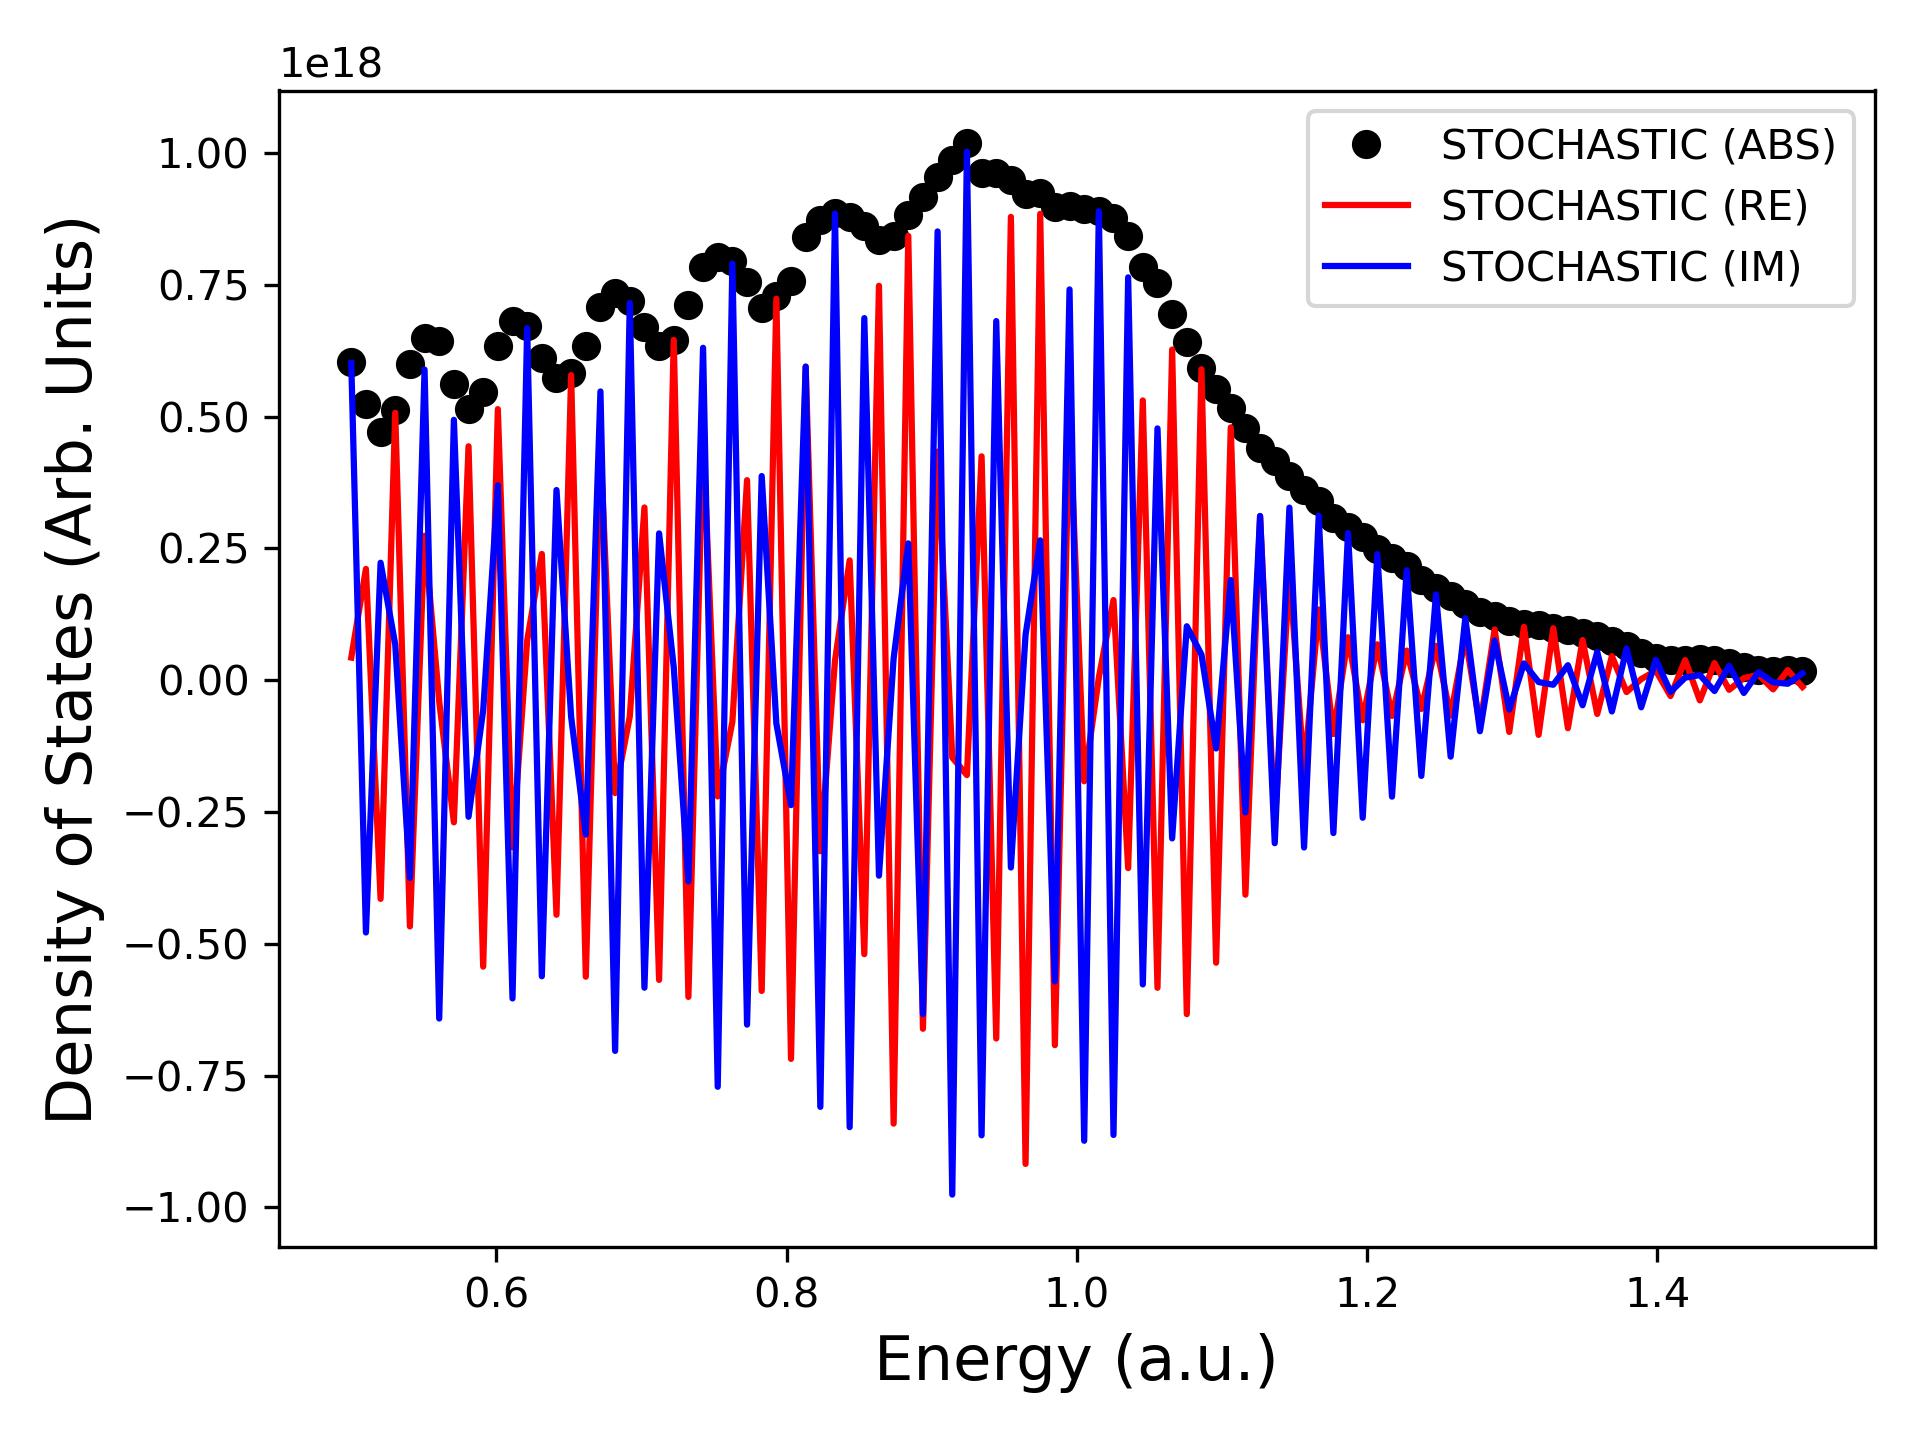 1e18
1.00
0.75
0.50
0.25
0.00
−0.25
−0.50
−0.75
−1.00
Density of States (Arb. Units)
STOCHASTIC (ABS)
STOCHASTIC (RE)
STOCHASTIC (IM)
0.6 0.8 1.0 1.2 1.4
Energy (a.u.)